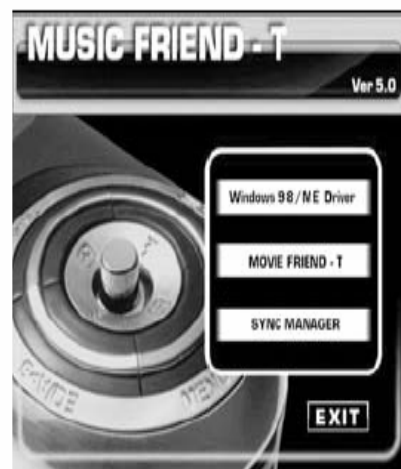 MUSIC FRIEND - T
Ver 5.0
Windows 98/ME Driver
MOVIE FRIEND - T
SYNC MANAGER
EXIT